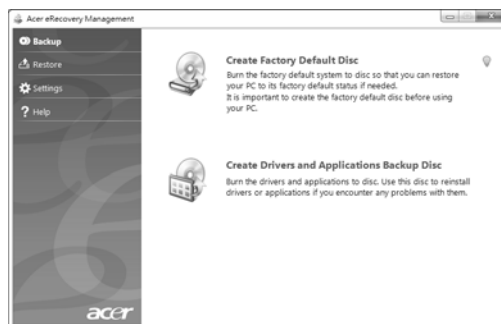 Acer eRecovery Management
Backup
Restore
Settings
Help
Create Factory Default Disc
Burn the factory default system to disc so that you can restore
your PC to its factory default status if needed.
It is important to create the factory default disc before using
your PC.
Create Drivers and Applications Backup Disc
Burn the drivers and applications to disc. Use this disc to reinstall
drivers or applications if you encounter any problems with them.
acer